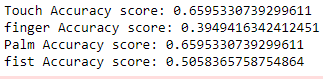 Touch Accuracy score: 0.6595330739299611
finger Accuracy score: 0.3949416342412451
Palm Accuracy score: 0.6595330739299611
fist Accuracy score: 0.5058365758754864